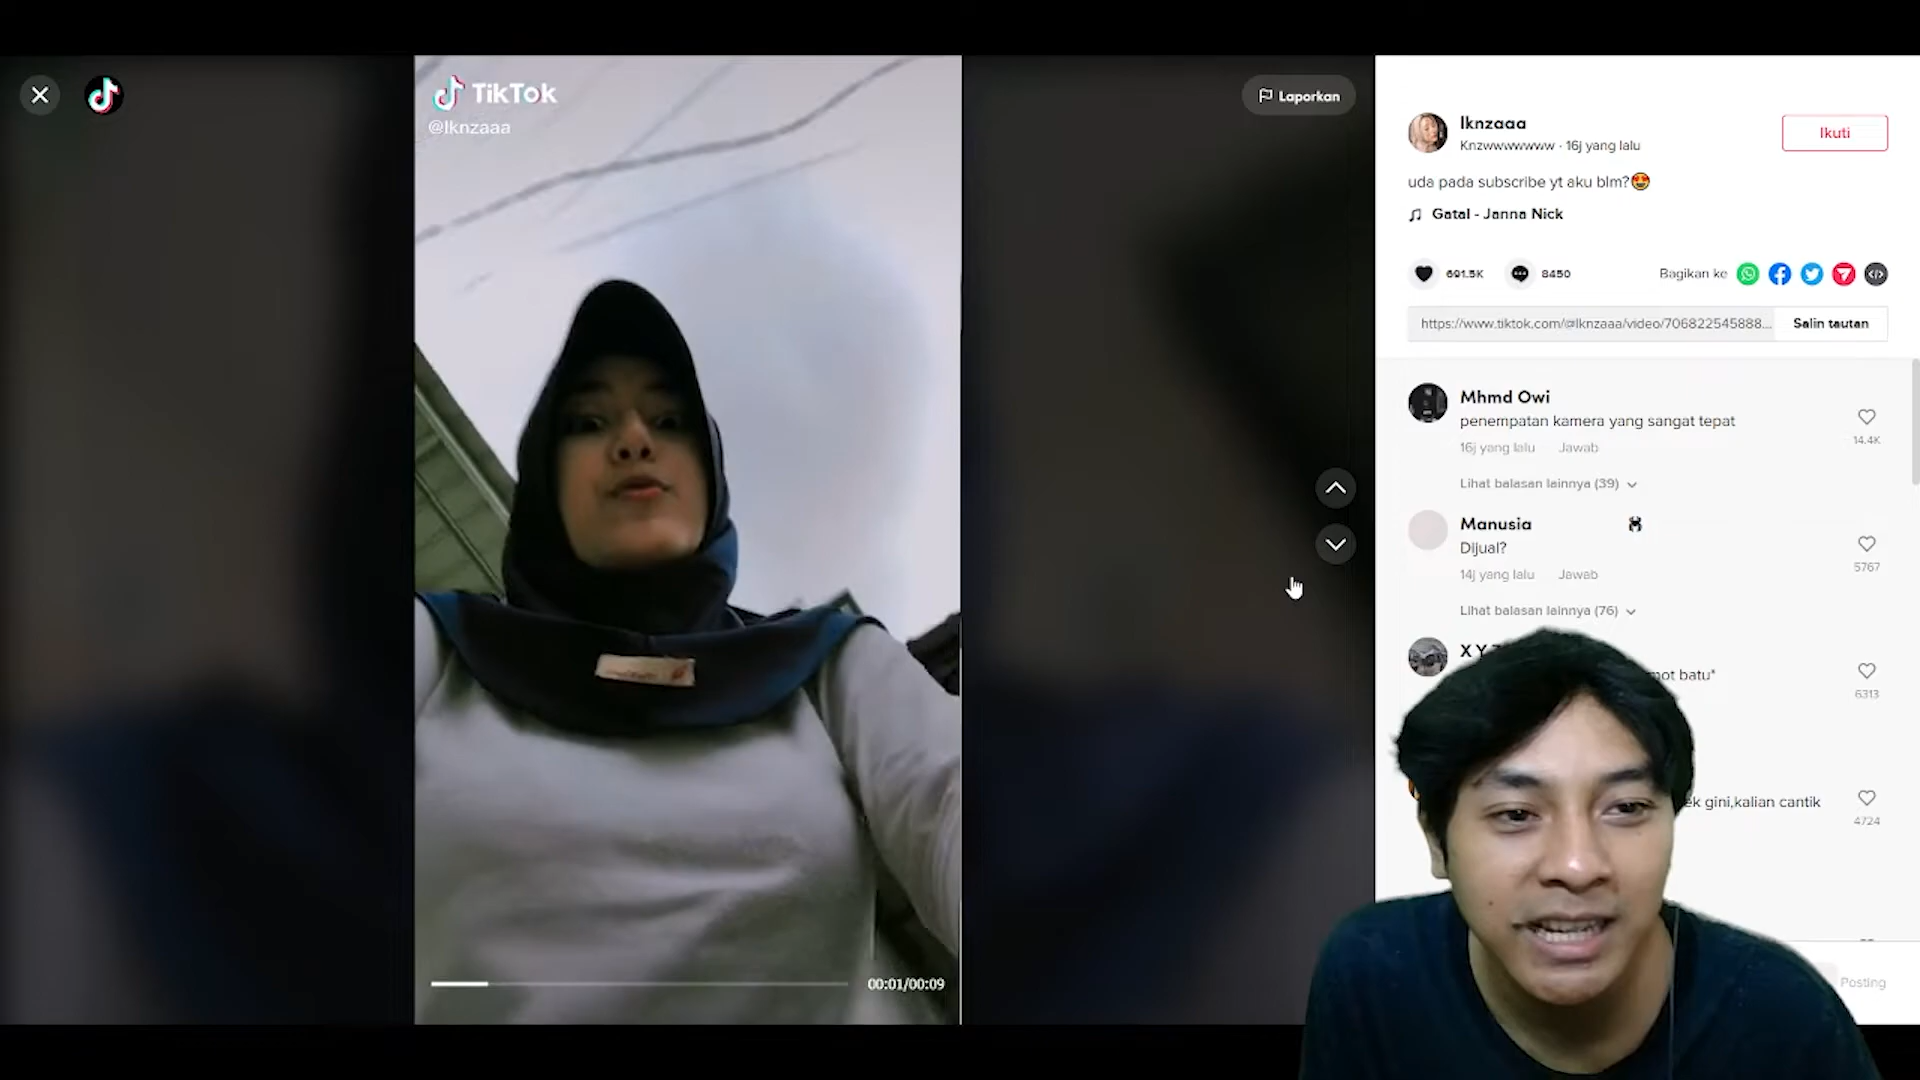 TikTok
@lknzaaa
Laporkan
lknzaaa
Knzwwwwwww · 16j yang lalu
Ikuti
uda pada subscribe yt aku blm?😍
Gatal - Janna Nick
691.5K
8450
Bagikan ke
https://www.tiktok.com/@lknzaaa/video/706822545888...
Salin tautan
Mhmd Owi
penempatan kamera yang sangat tepat
14.4K
16j yang lalu Jawab
Lihat balasan lainnya (39)
Manusia
Dijual?
5767
14j yang lalu Jawab
Lihat balasan lainnya (76)
X Y
mot batu"
6313
ek gini,kalian cantik
4724
00:01/00:09
Posting